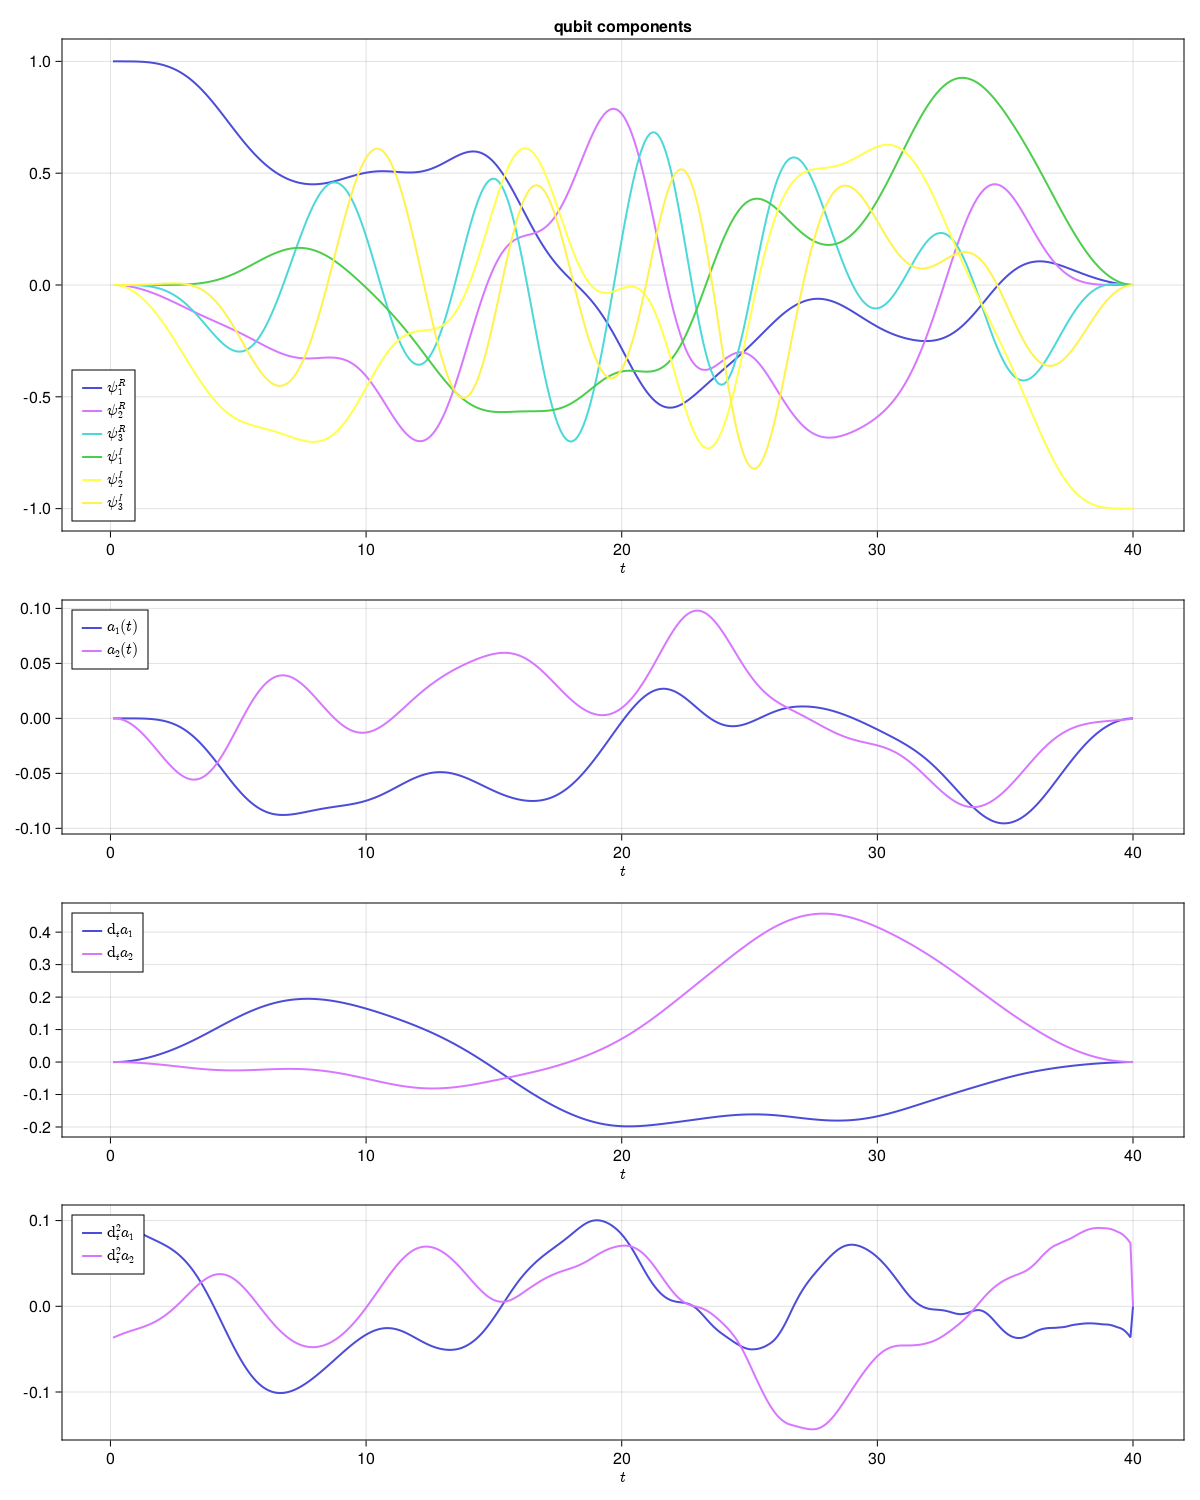 qubit components
1.0
0.5
0.0
-0.5
-1.0
ψ₁ᴿ
ψ₂ᴿ
ψ₃ᴿ
ψ₁ᴵ
ψ₂ᴵ
ψ₃ᴵ
0 10 20 30 40
t
0.10
0.05
0.00
-0.05
-0.10
a₁(t)
a₂(t)
0 10 20 30 40
t
0.4
0.3
0.2
0.1
0.0
-0.1
-0.2
dₜa₁
dₜa₂
0 10 20 30 40
t
0.1
0.0
-0.1
dₜ²a₁
dₜ²a₂
0 10 20 30 40
t